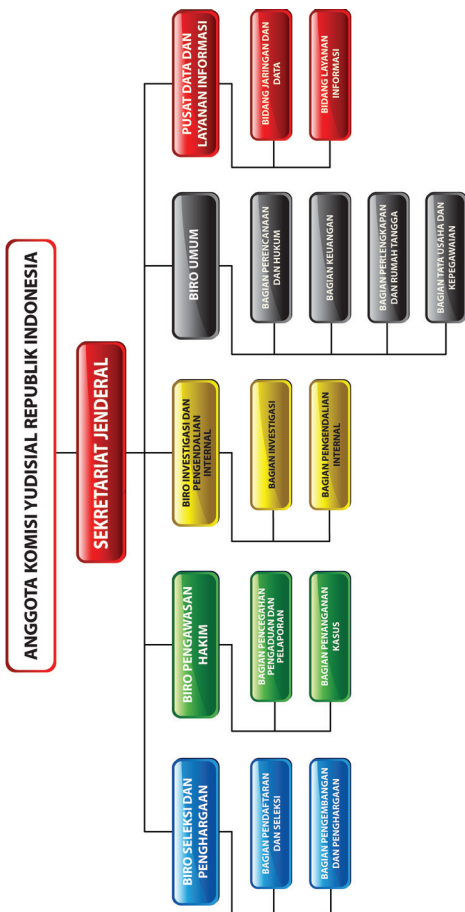 ANGGOTA KOMISI YUDISIAL REPUBLIK INDONESIA
SEKRETARIAT JENDERAL
BIRO SELEKSI DAN
PENGHARGAAN
BAGIAN PENDAFTARAN
DAN SELEKSI
BAGIAN PENGEMBANGAN
DAN PENGHARGAAN
BIRO PENGAWASAN
HAKIM
BAGIAN PENCEGAHAN
PENGADUAN DAN
PELAPORAN
BAGIAN PENANGANAN
KASUS
BIRO INVESTIGASI DAN
PENGENDALIAN
INTERNAL
BAGIAN INVESTIGASI
BAGIAN PENGENDALIAN
INTERNAL
BIRO UMUM
BAGIAN PERENCANAAN
DAN HUKUM
BAGIAN KEUANGAN
BAGIAN PERLENGKAPAN
DAN RUMAH TANGGA
BAGIAN TATA USAHA DAN
KEPEGAWAIAN
PUSAT DATA DAN
LAYANAN INFORMASI
BIDANG JARINGAN DAN
DATA
BIDANG LAYANAN
INFORMASI